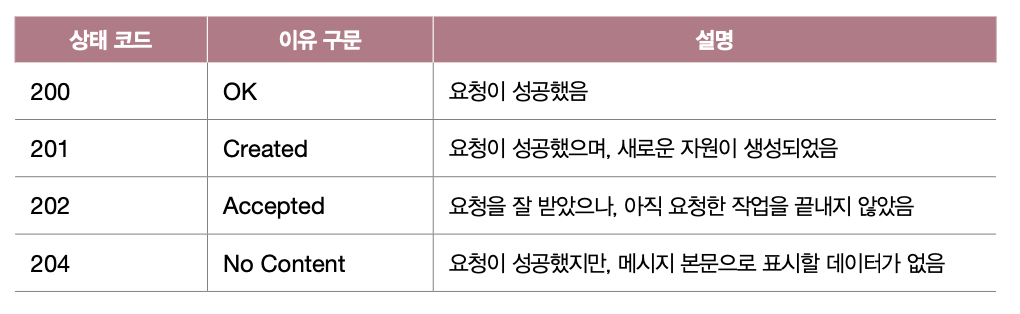 상태 코드 이유 구문 설명
200 OK 요청이 성공했음
201 Created 요청이 성공했으며, 새로운 자원이 생성되었음
202 Accepted 요청을 잘 받았으나, 아직 요청한 작업을 끝내지 않았음
204 No Content 요청이 성공했지만, 메시지 본문으로 표시할 데이터가 없음